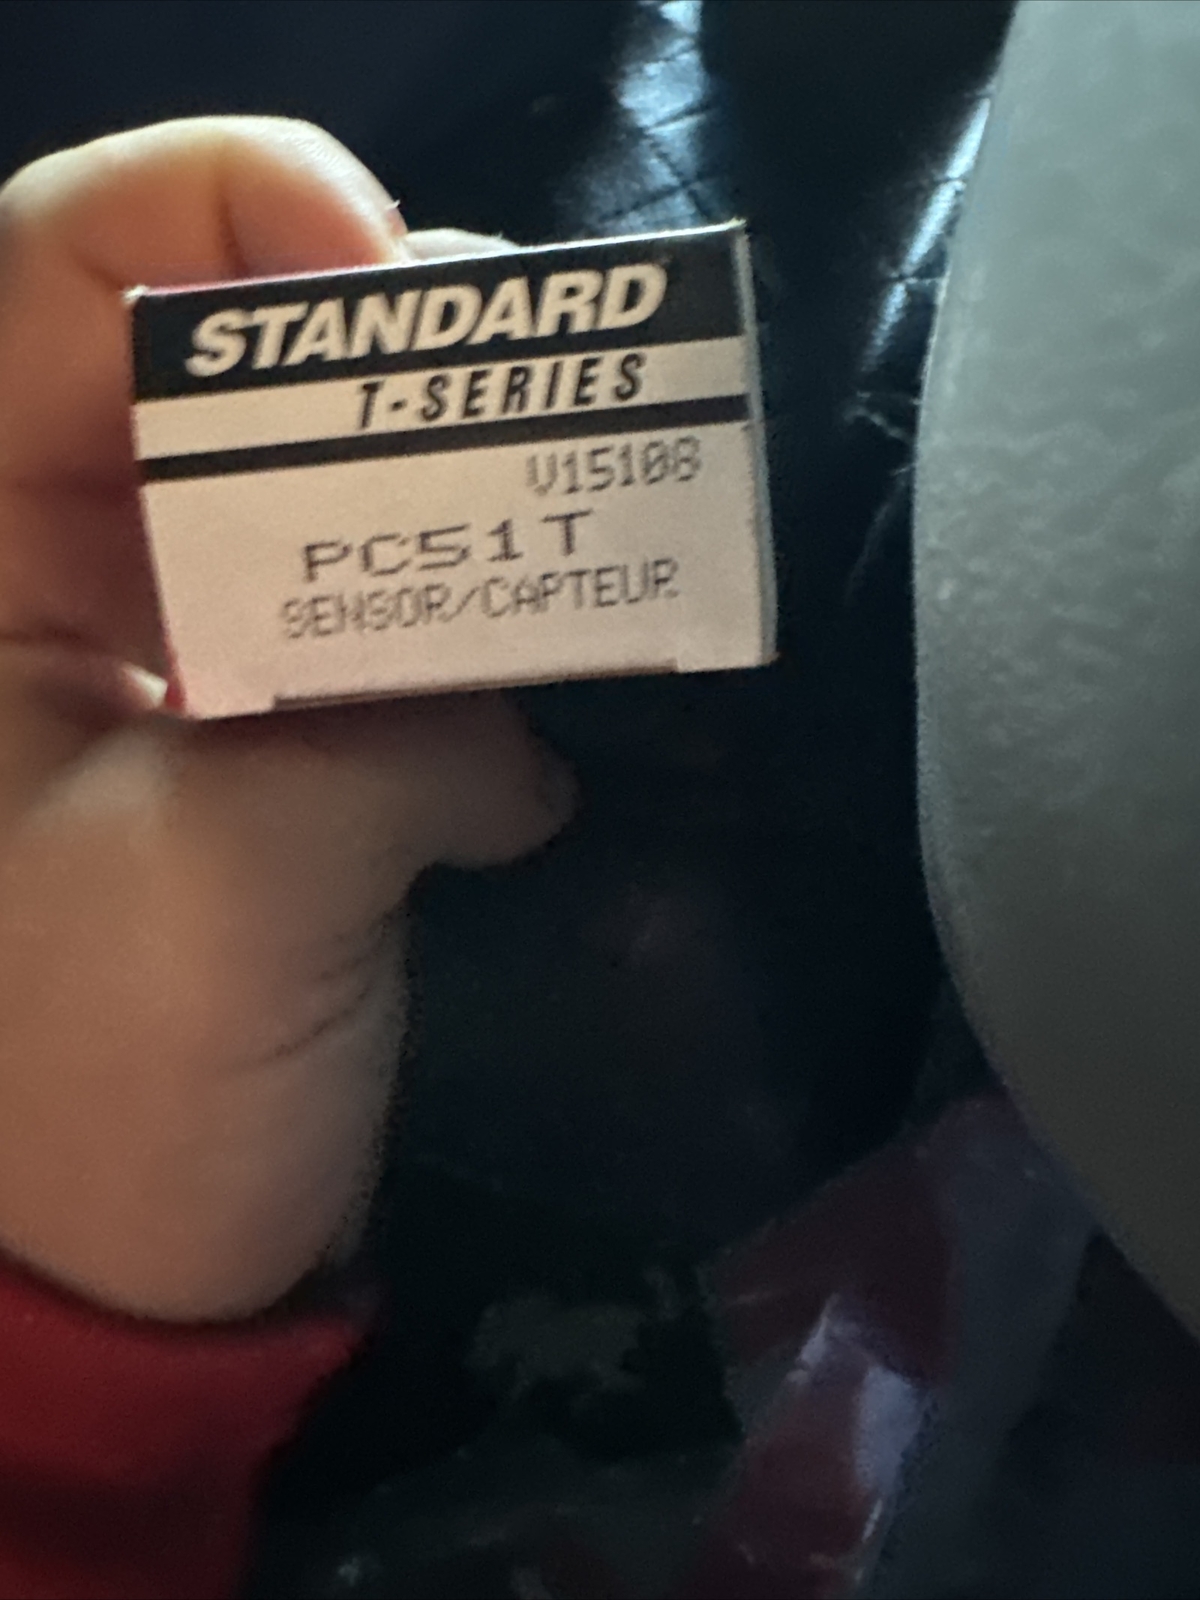 STANDARD
T-SERIES
V15108
PC51T
SENSOR/CAPTEUR